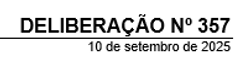 DELIBERAÇÃO Nº 357
10 de setembro de 2025